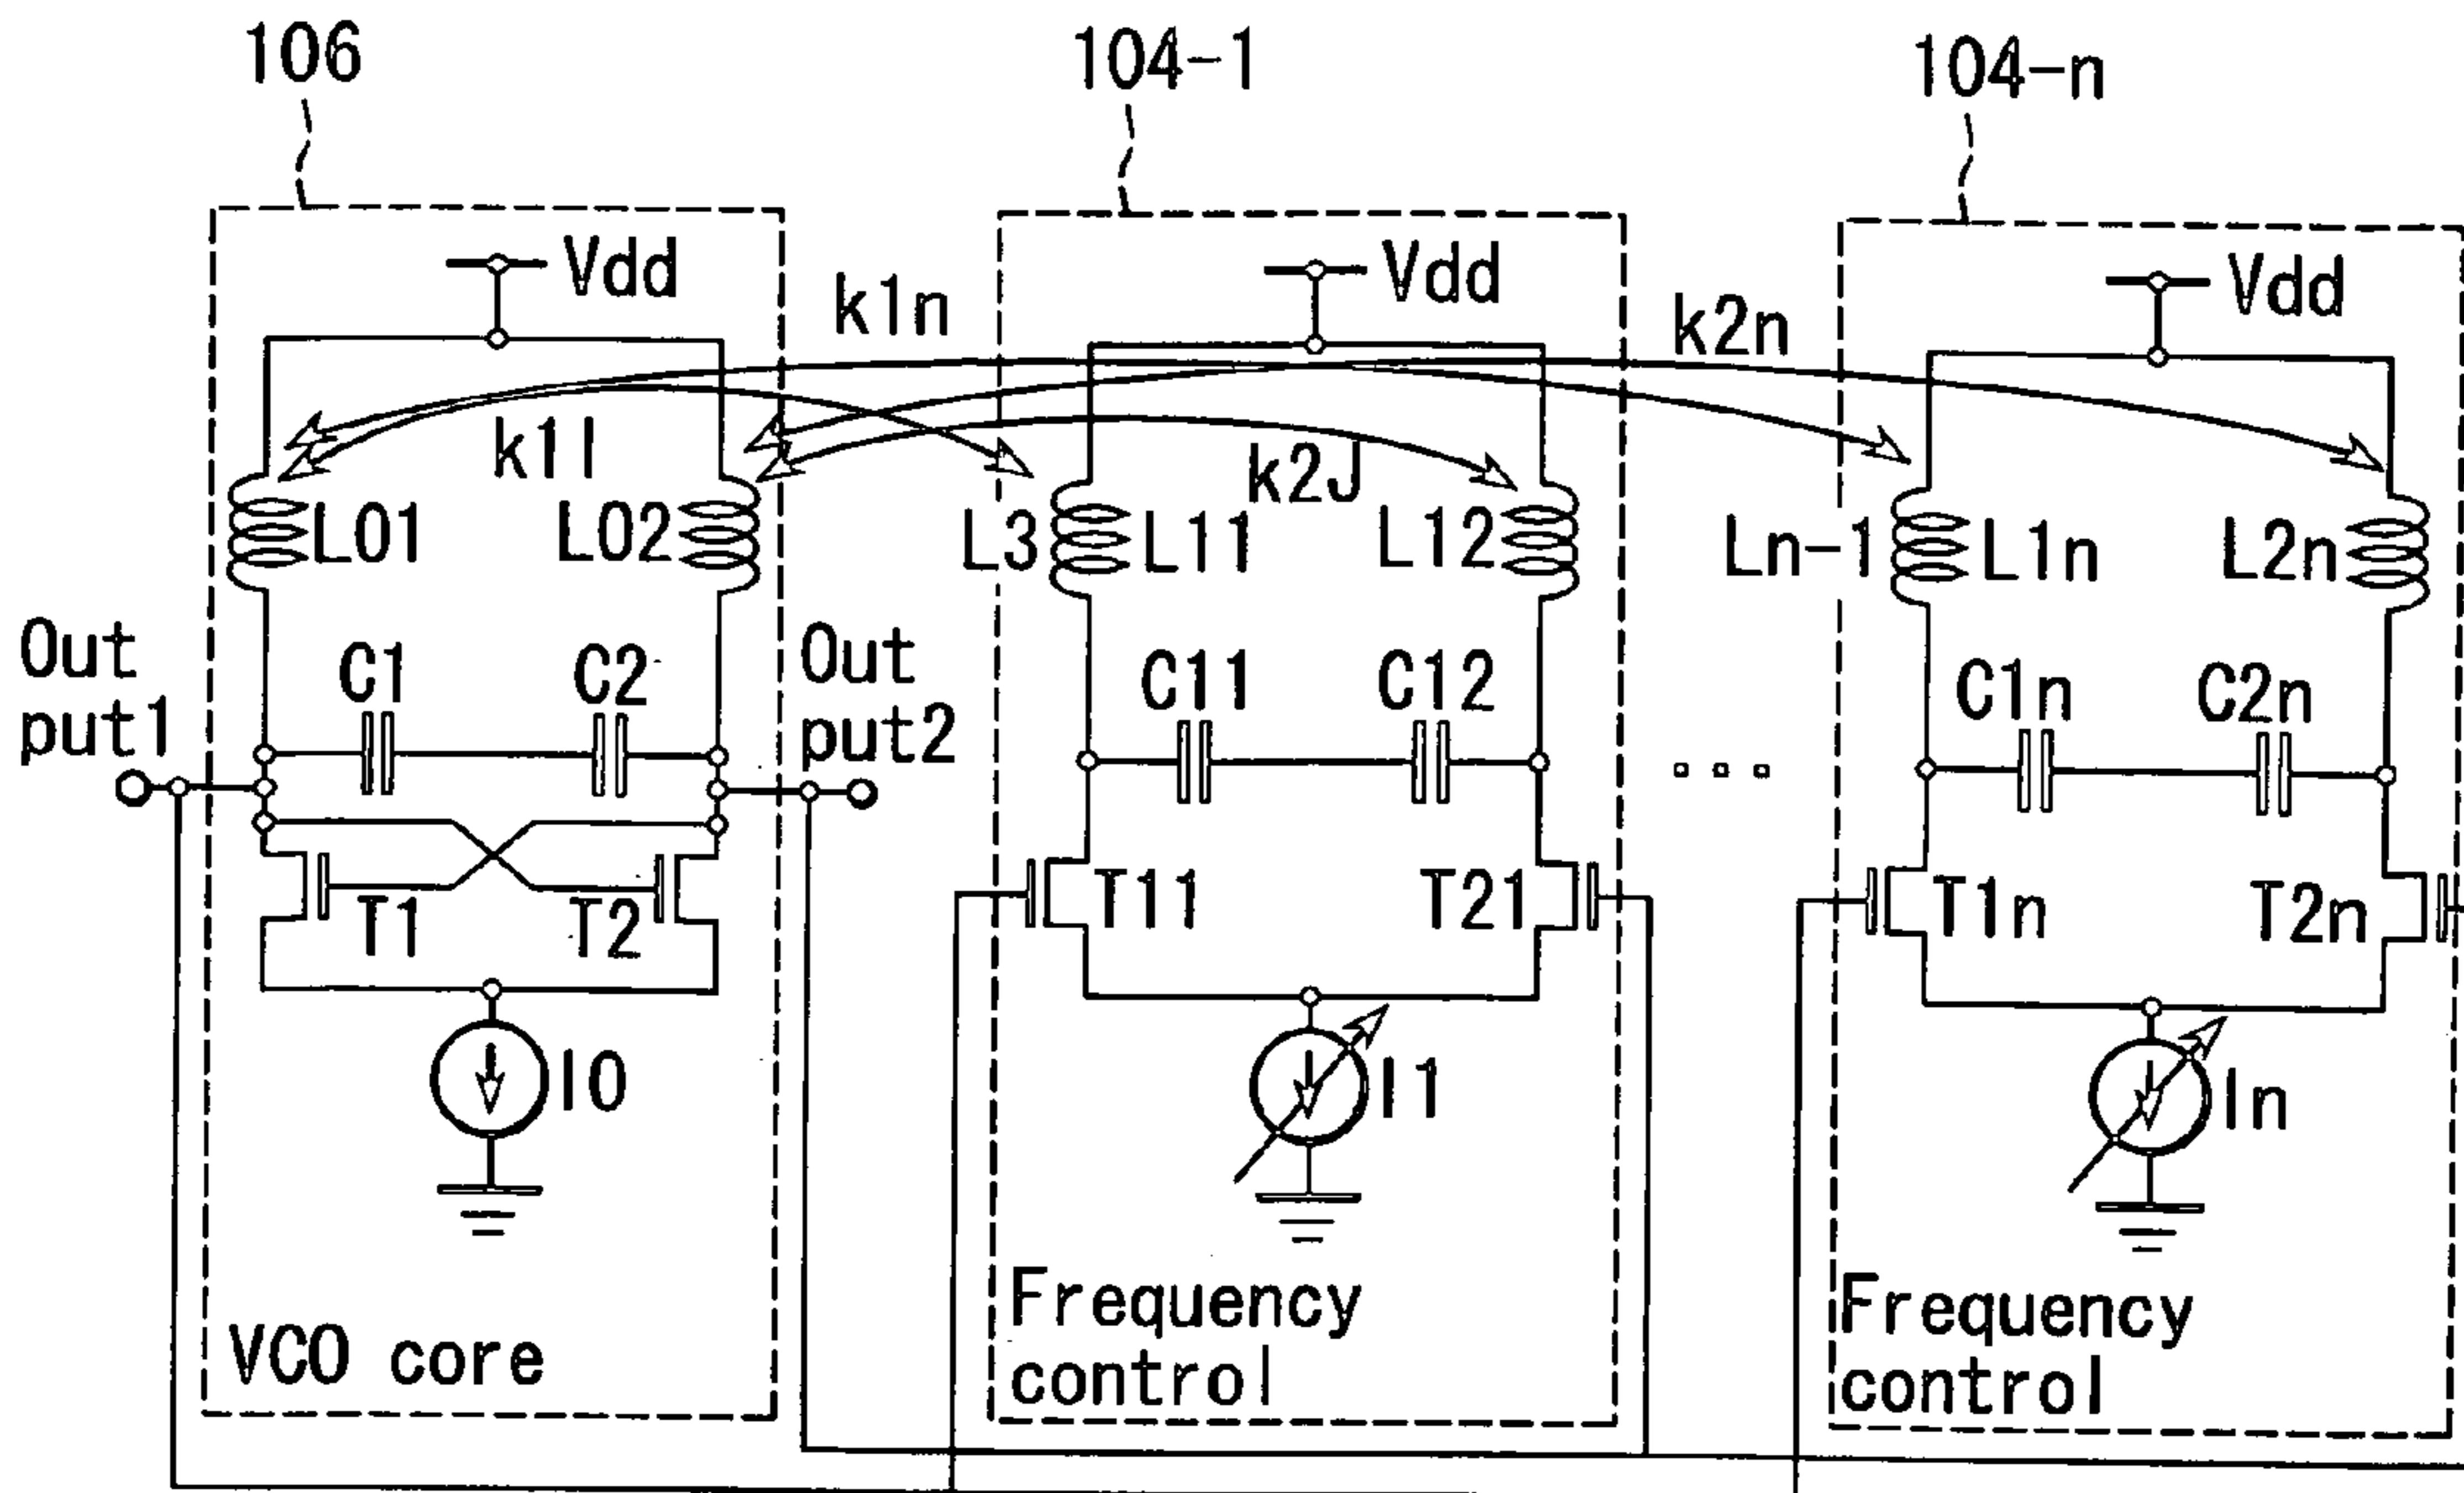 106
104-1
104-n
Vdd
Vdd
Vdd
k1n
k2n
k1I
k2J
L01
L02
L3
L11
L12
Ln-1
L1n
L2n
Out
put1
C1
C2
Out
put2
C11
C12
C1n
C2n
T1
T2
T11
T21
T1n
T2n
I0
I1
In
VCO core
Frequency
control
Frequency
control